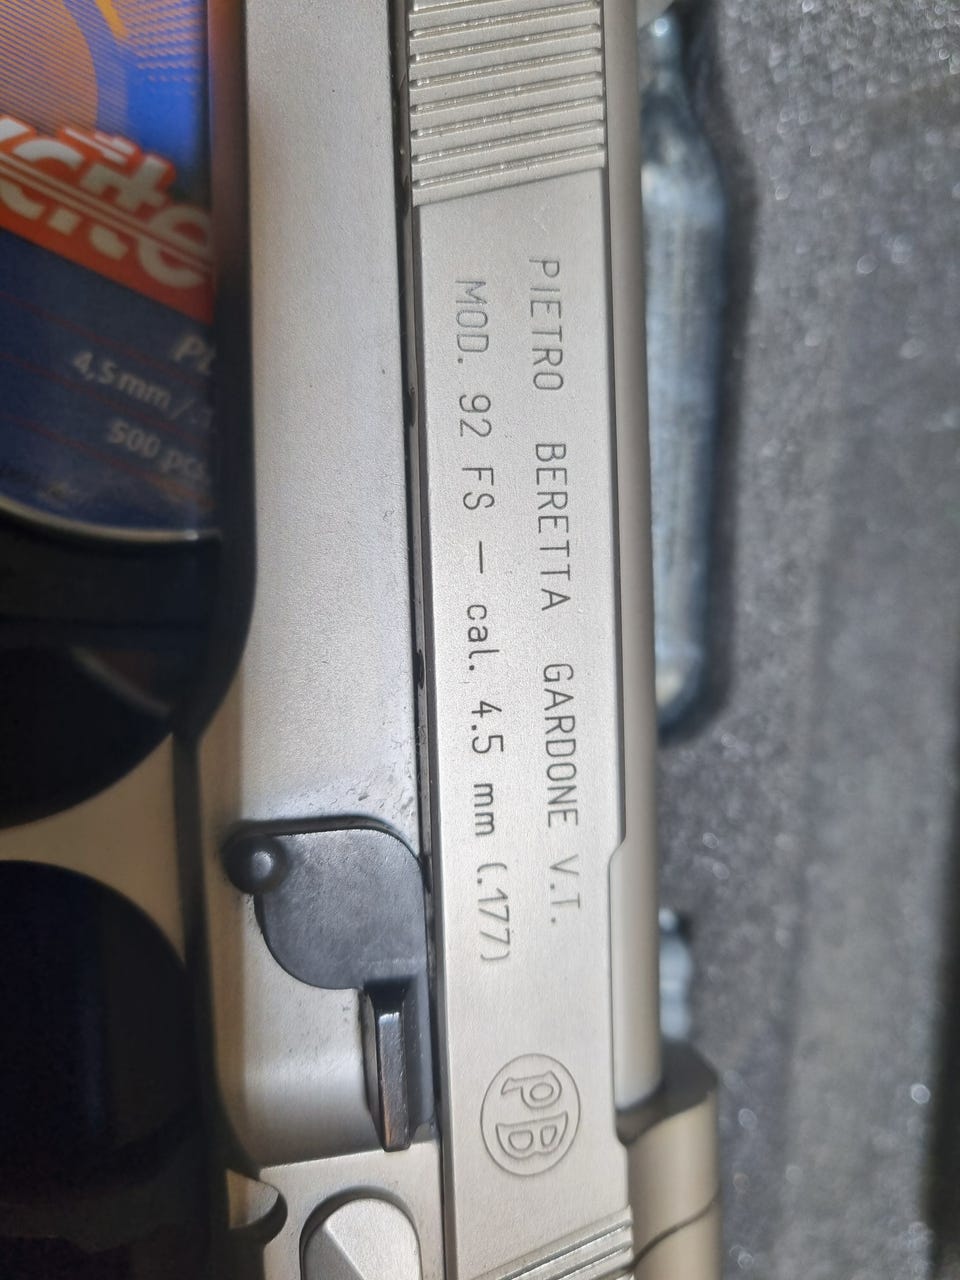 PIETRO BERETTA GARDONE V.T.
MOD. 92 FS — cal. 4.5 mm (.177)
PB
4,5mm /
500 pcs